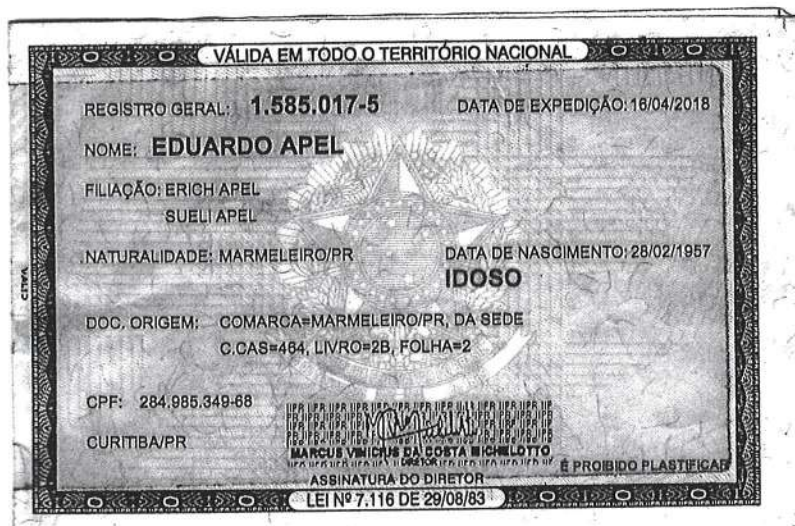 VÁLIDA EM TODO O TERRITÓRIO NACIONAL
REGISTRO GERAL: 1.585.017-5 DATA DE EXPEDIÇÃO: 16/04/2018
NOME: EDUARDO APEL
FILIAÇÃO: ERICH APEL
SUELI APEL
NATURALIDADE: MARMELEIRO/PR DATA DE NASCIMENTO: 28/02/1957
IDOSO
DOC. ORIGEM: COMARCA=MARMELEIRO/PR, DA SEDE
C.CAS=464, LIVRO=2B, FOLHA=2
CPF: 284.985.349-68
CURITIBA/PR
MARCUS VINICIUS DA COSTA MICHELOTTO
DIRETOR
É PROIBIDO PLASTIFICAR
ASSINATURA DO DIRETOR
LEI Nº 7.116 DE 29/08/83